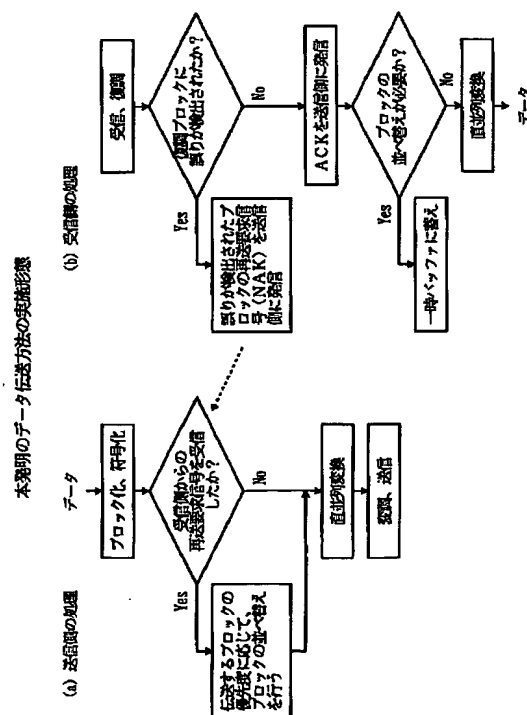 本発明のデータ伝送方法の実施形態
(a) 送信側の処理
データ
ブロック化、符号化
受信側からの
再送要求信号を受信
したか？
Yes
No
伝送するブロックの
優先度に応じて、
ブロックの並べ替え
を行う
直並列変換
変調、送信
(b) 受信側の処理
受信、復調
復調ブロックに
誤りが検出されたか？
Yes
No
誤りが検出されたブ
ロックの再送要求信
号（NAK）を送信
側に発信
ACKを送信側に発信
ブロックの
並べ替えが必要か？
Yes
No
一時バッファに替え
直並列変換
データ